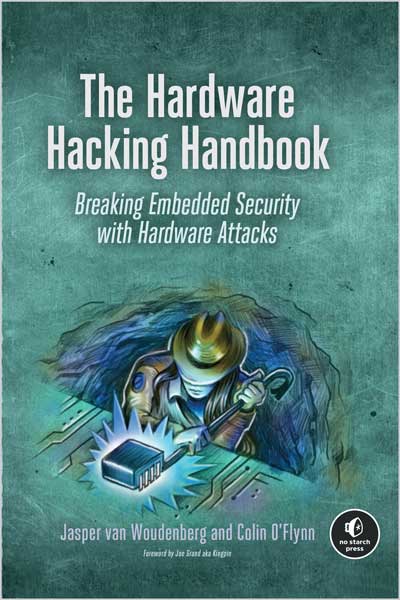 The Hardware
Hacking Handbook
Breaking Embedded Security
with Hardware Attacks
Jasper van Woudenberg and Colin O'Flynn
Foreword by Joe Grand aka Kingpin
no starch
press